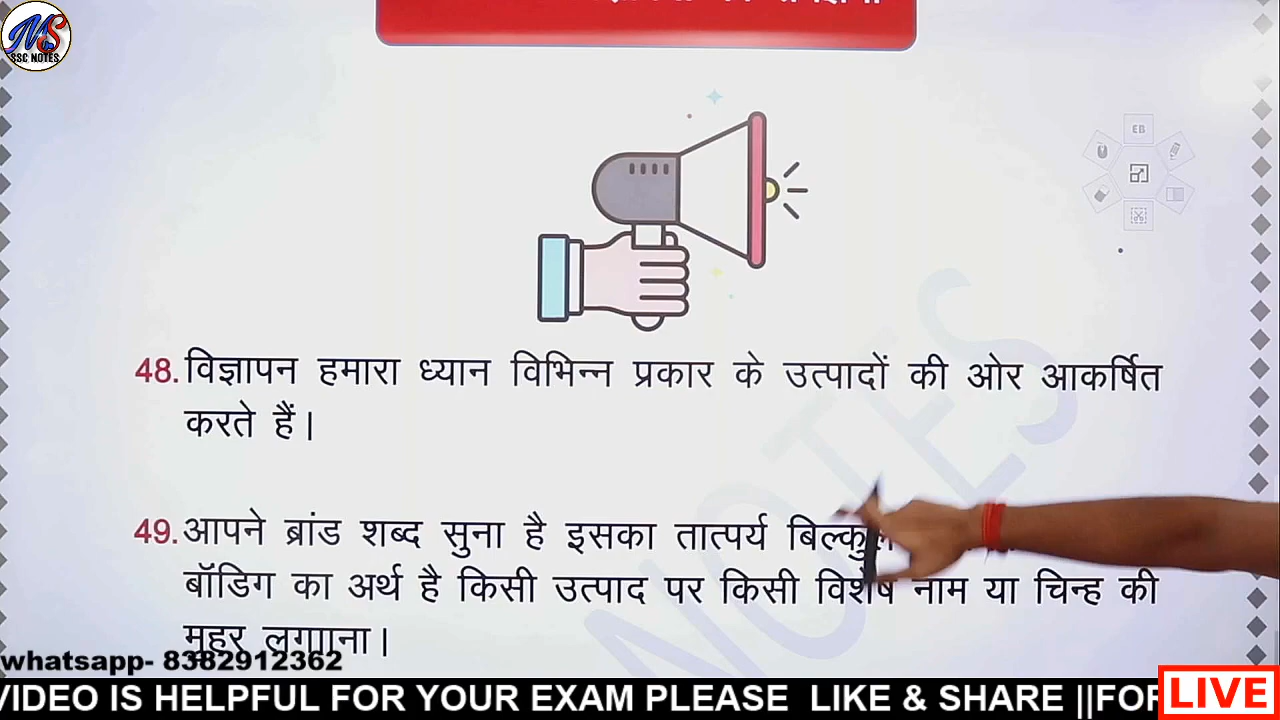 MS
SSC NOTES
EB
48. विज्ञापन हमारा ध्यान विभिन्न प्रकार के उत्पादों की ओर आकर्षित
करते हैं।
NOTES
49. आपने ब्रांड शब्द सुना है इसका तात्पर्य
बॉडिग का अर्थ है किसी उत्पाद पर किसी विशेष नाम या चिन्ह की
मुहर लगााना।
whatsapp- 8382912362
VIDEO IS HELPFUL FOR YOUR EXAM PLEASE LIKE & SHARE ||FOR
LIVE